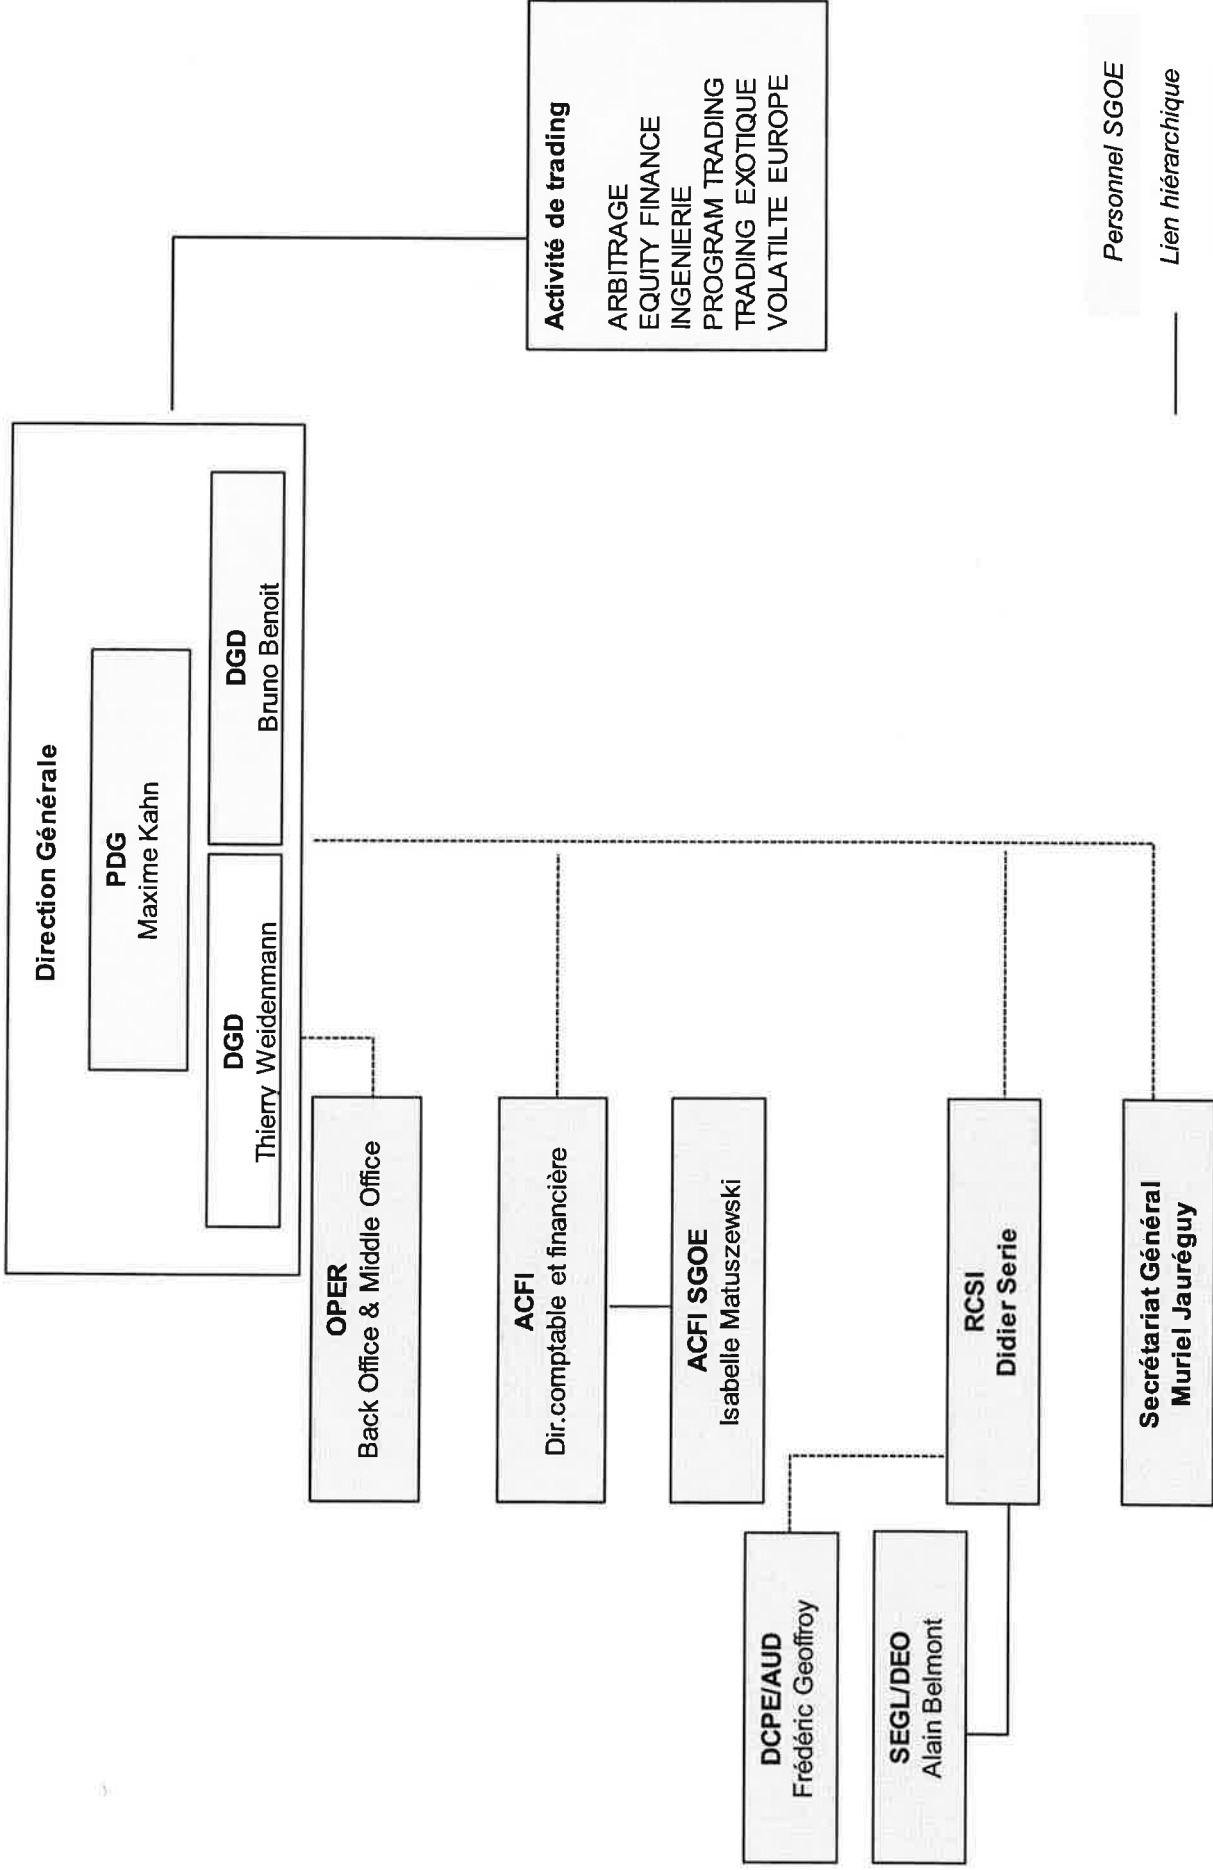 Direction Générale
PDG
Maxime Kahn
DGD
Thierry Weidenmann
DGD
Bruno Benoit
OPER
Back Office & Middle Office
ACFI
Dir.comptable et financière
ACFI SGOE
Isabelle Matuszewski
DCPE/AUD
Frédéric Geoffroy
SEGL/DEO
Alain Belmont
RCSI
Didier Serie
Secrétariat Général
Muriel Jauréguy
Activité de trading
ARBITRAGE
EQUITY FINANCE
INGENIERIE
PROGRAM TRADING
TRADING EXOTIQUE
VOLATILTE EUROPE
Personnel SGOE
Lien hiérarchique